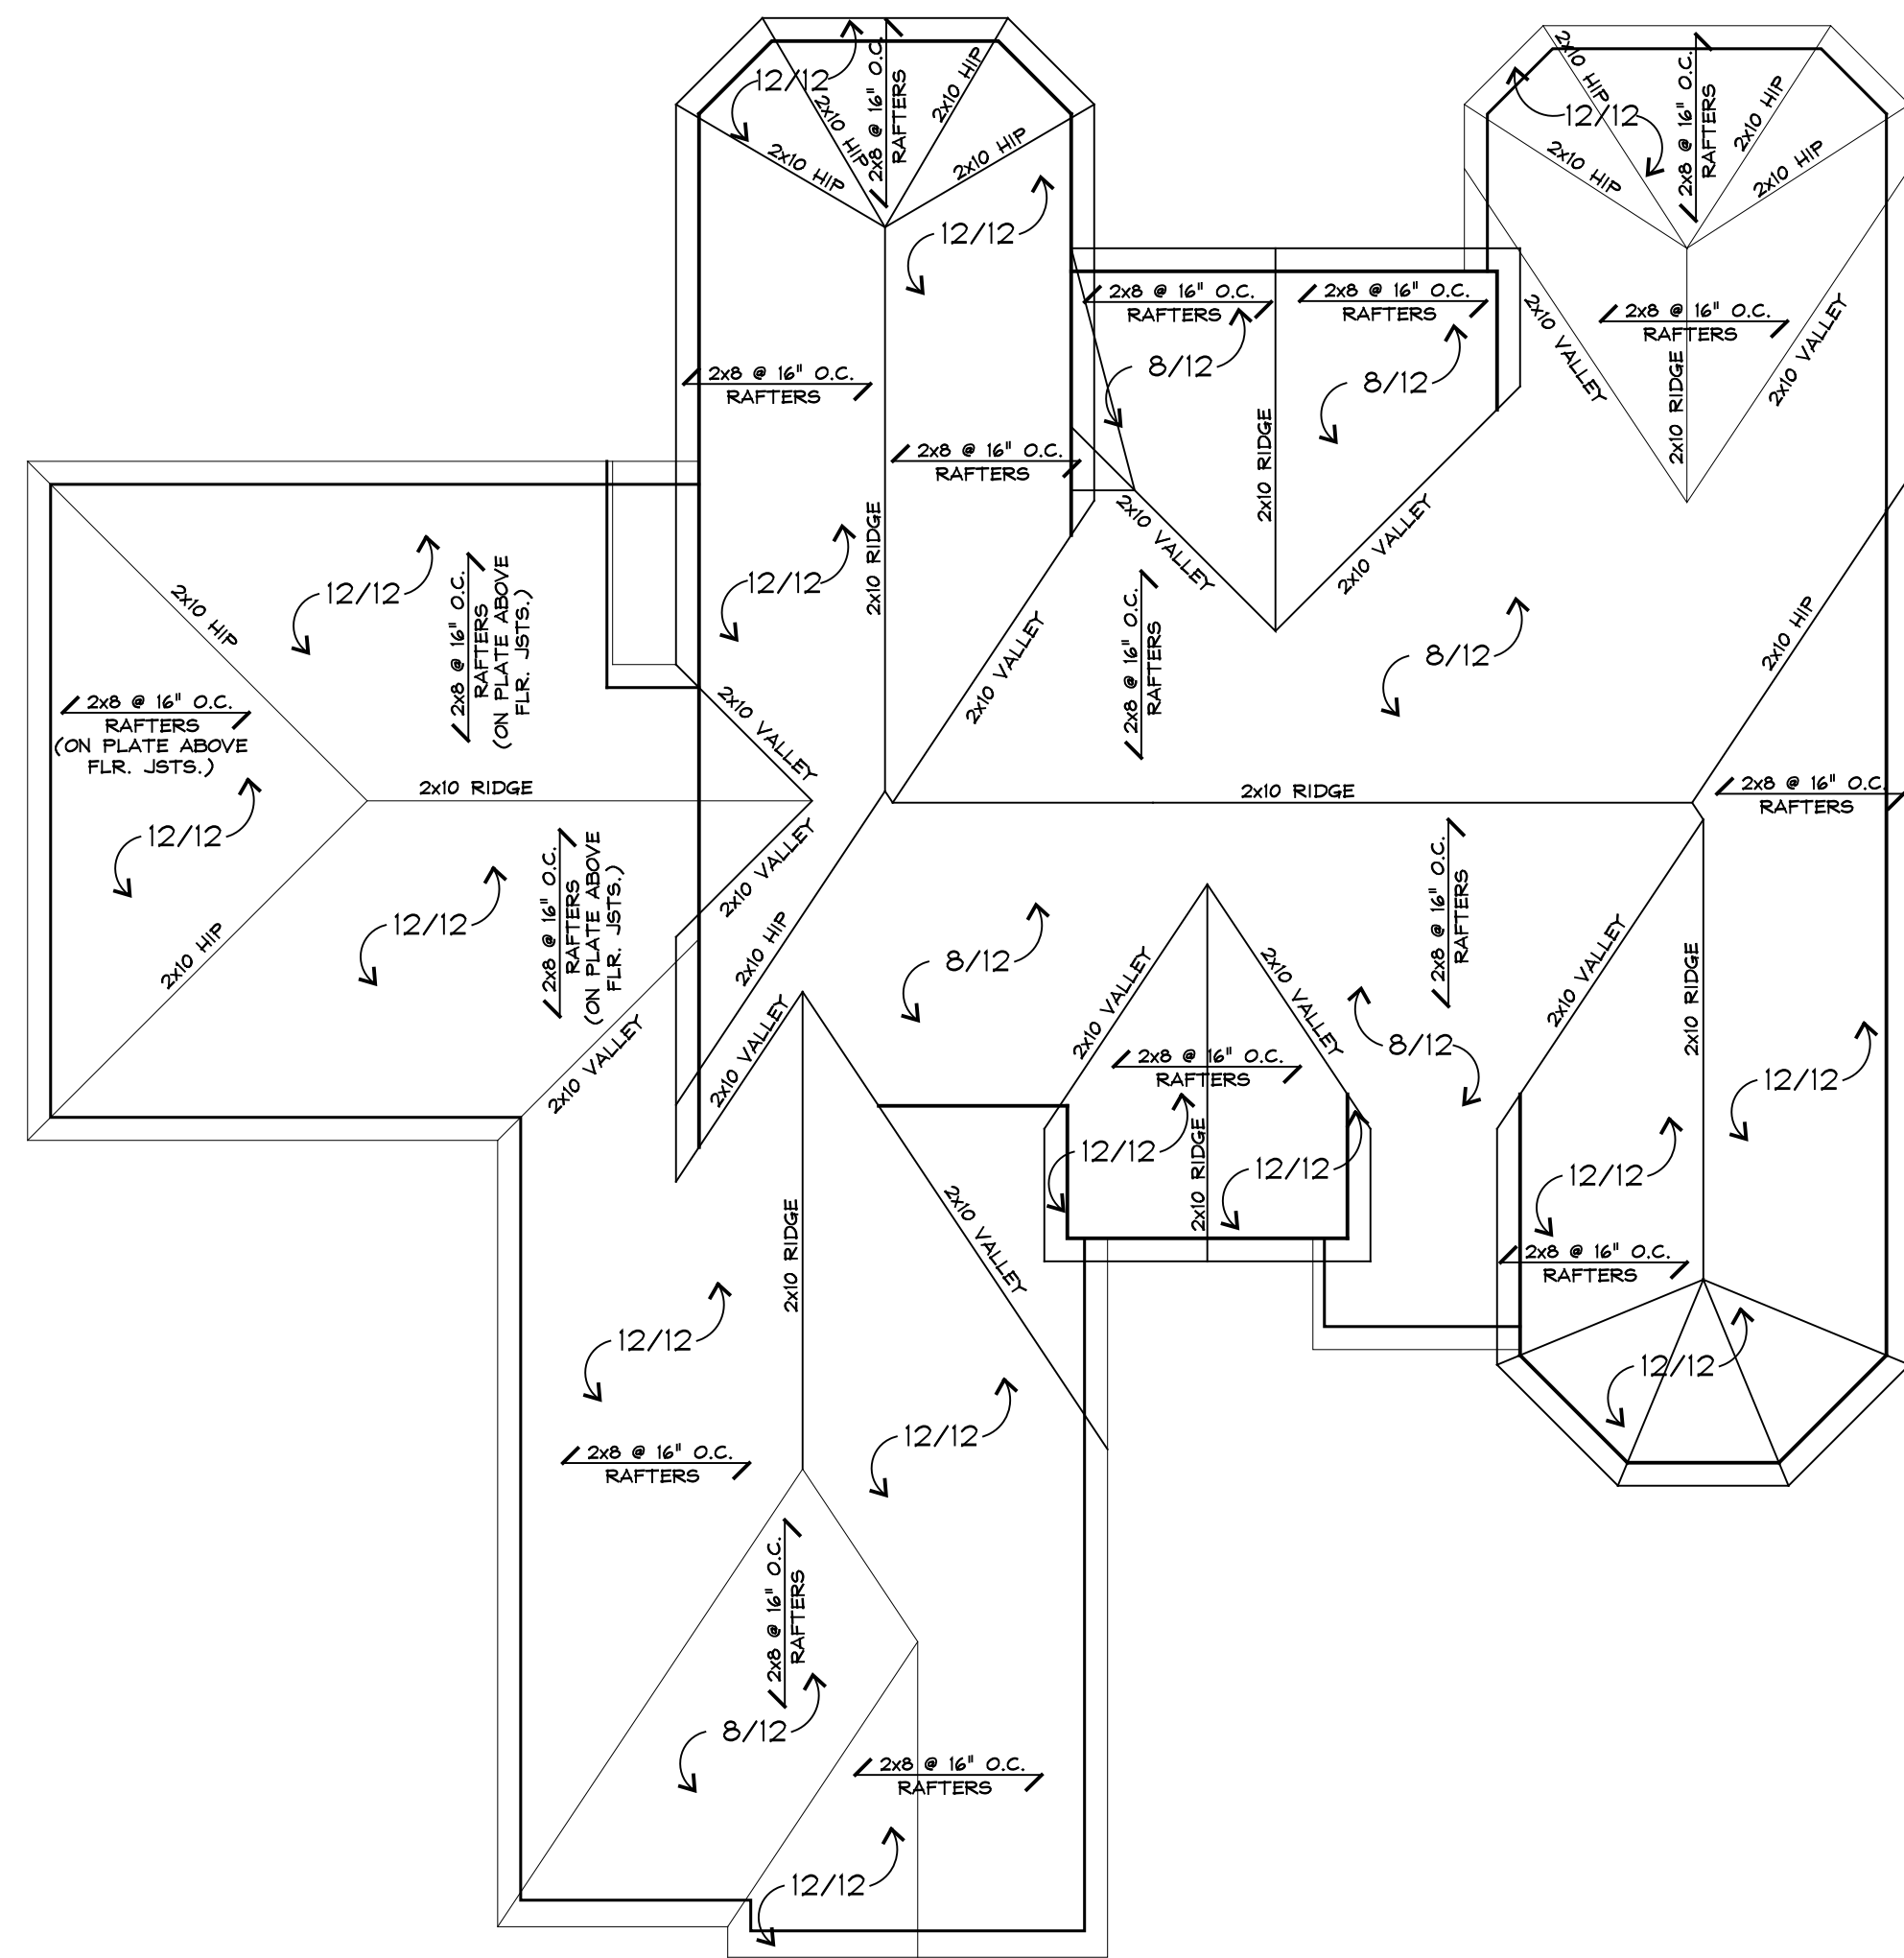 12/12
2x10 HIP
2x8 @ 16" O.C.
RAFTERS
2x10 HIP
2x10 HIP
2x10 HIP
12/12
2x10 HIP
12/12
2x8 @ 16" O.C.
RAFTERS
2x10 HIP
2x10 HIP
2x10 HIP
2x8 @ 16" O.C.
RAFTERS
2x8 @ 16" O.C.
RAFTERS
8/12
8/12
2x10 VALLEY
2x8 @ 16" O.C.
RAFTERS
2x10 RIDGE
2x10 VALLEY
2x8 @ 16" O.C.
RAFTERS
2x8 @ 16" O.C.
RAFTERS
2x10 RIDGE
2x10 RIDGE
2x10 VALLEY
2x10 VALLEY
12/12
12/12
2x10 HIP
2x8 @ 16" O.C.
RAFTERS
(ON PLATE ABOVE
FLR. JSTS.)
2x8 @ 16" O.C.
RAFTERS
(ON PLATE ABOVE
FLR. JSTS.)
2x10 VALLEY
2x10 VALLEY
2x8 @ 16" O.C.
RAFTERS
8/12
2x10 HIP
2x10 RIDGE
2x10 RIDGE
2x8 @ 16" O.C.
RAFTERS
12/12
2x10 VALLEY
2x8 @ 16" O.C.
RAFTERS
(ON PLATE ABOVE
FLR. JSTS.)
12/12
2x10 HIP
2x10 HIP
8/12
2x8 @ 16" O.C.
RAFTERS
2x10 VALLEY
2x10 VALLEY
2x10 VALLEY
2x10 RIDGE
2x10 VALLEY
2x10 VALLEY
2x8 @ 16" O.C.
RAFTERS
8/12
12/12
12/12
2x10 RIDGE
12/12
12/12
2x10 RIDGE
2x10 VALLEY
2x8 @ 16" O.C.
RAFTERS
12/12
12/12
12/12
2x8 @ 16" O.C.
RAFTERS
2x8 @ 16" O.C.
RAFTERS
8/12
2x8 @ 16" O.C.
RAFTERS
12/12